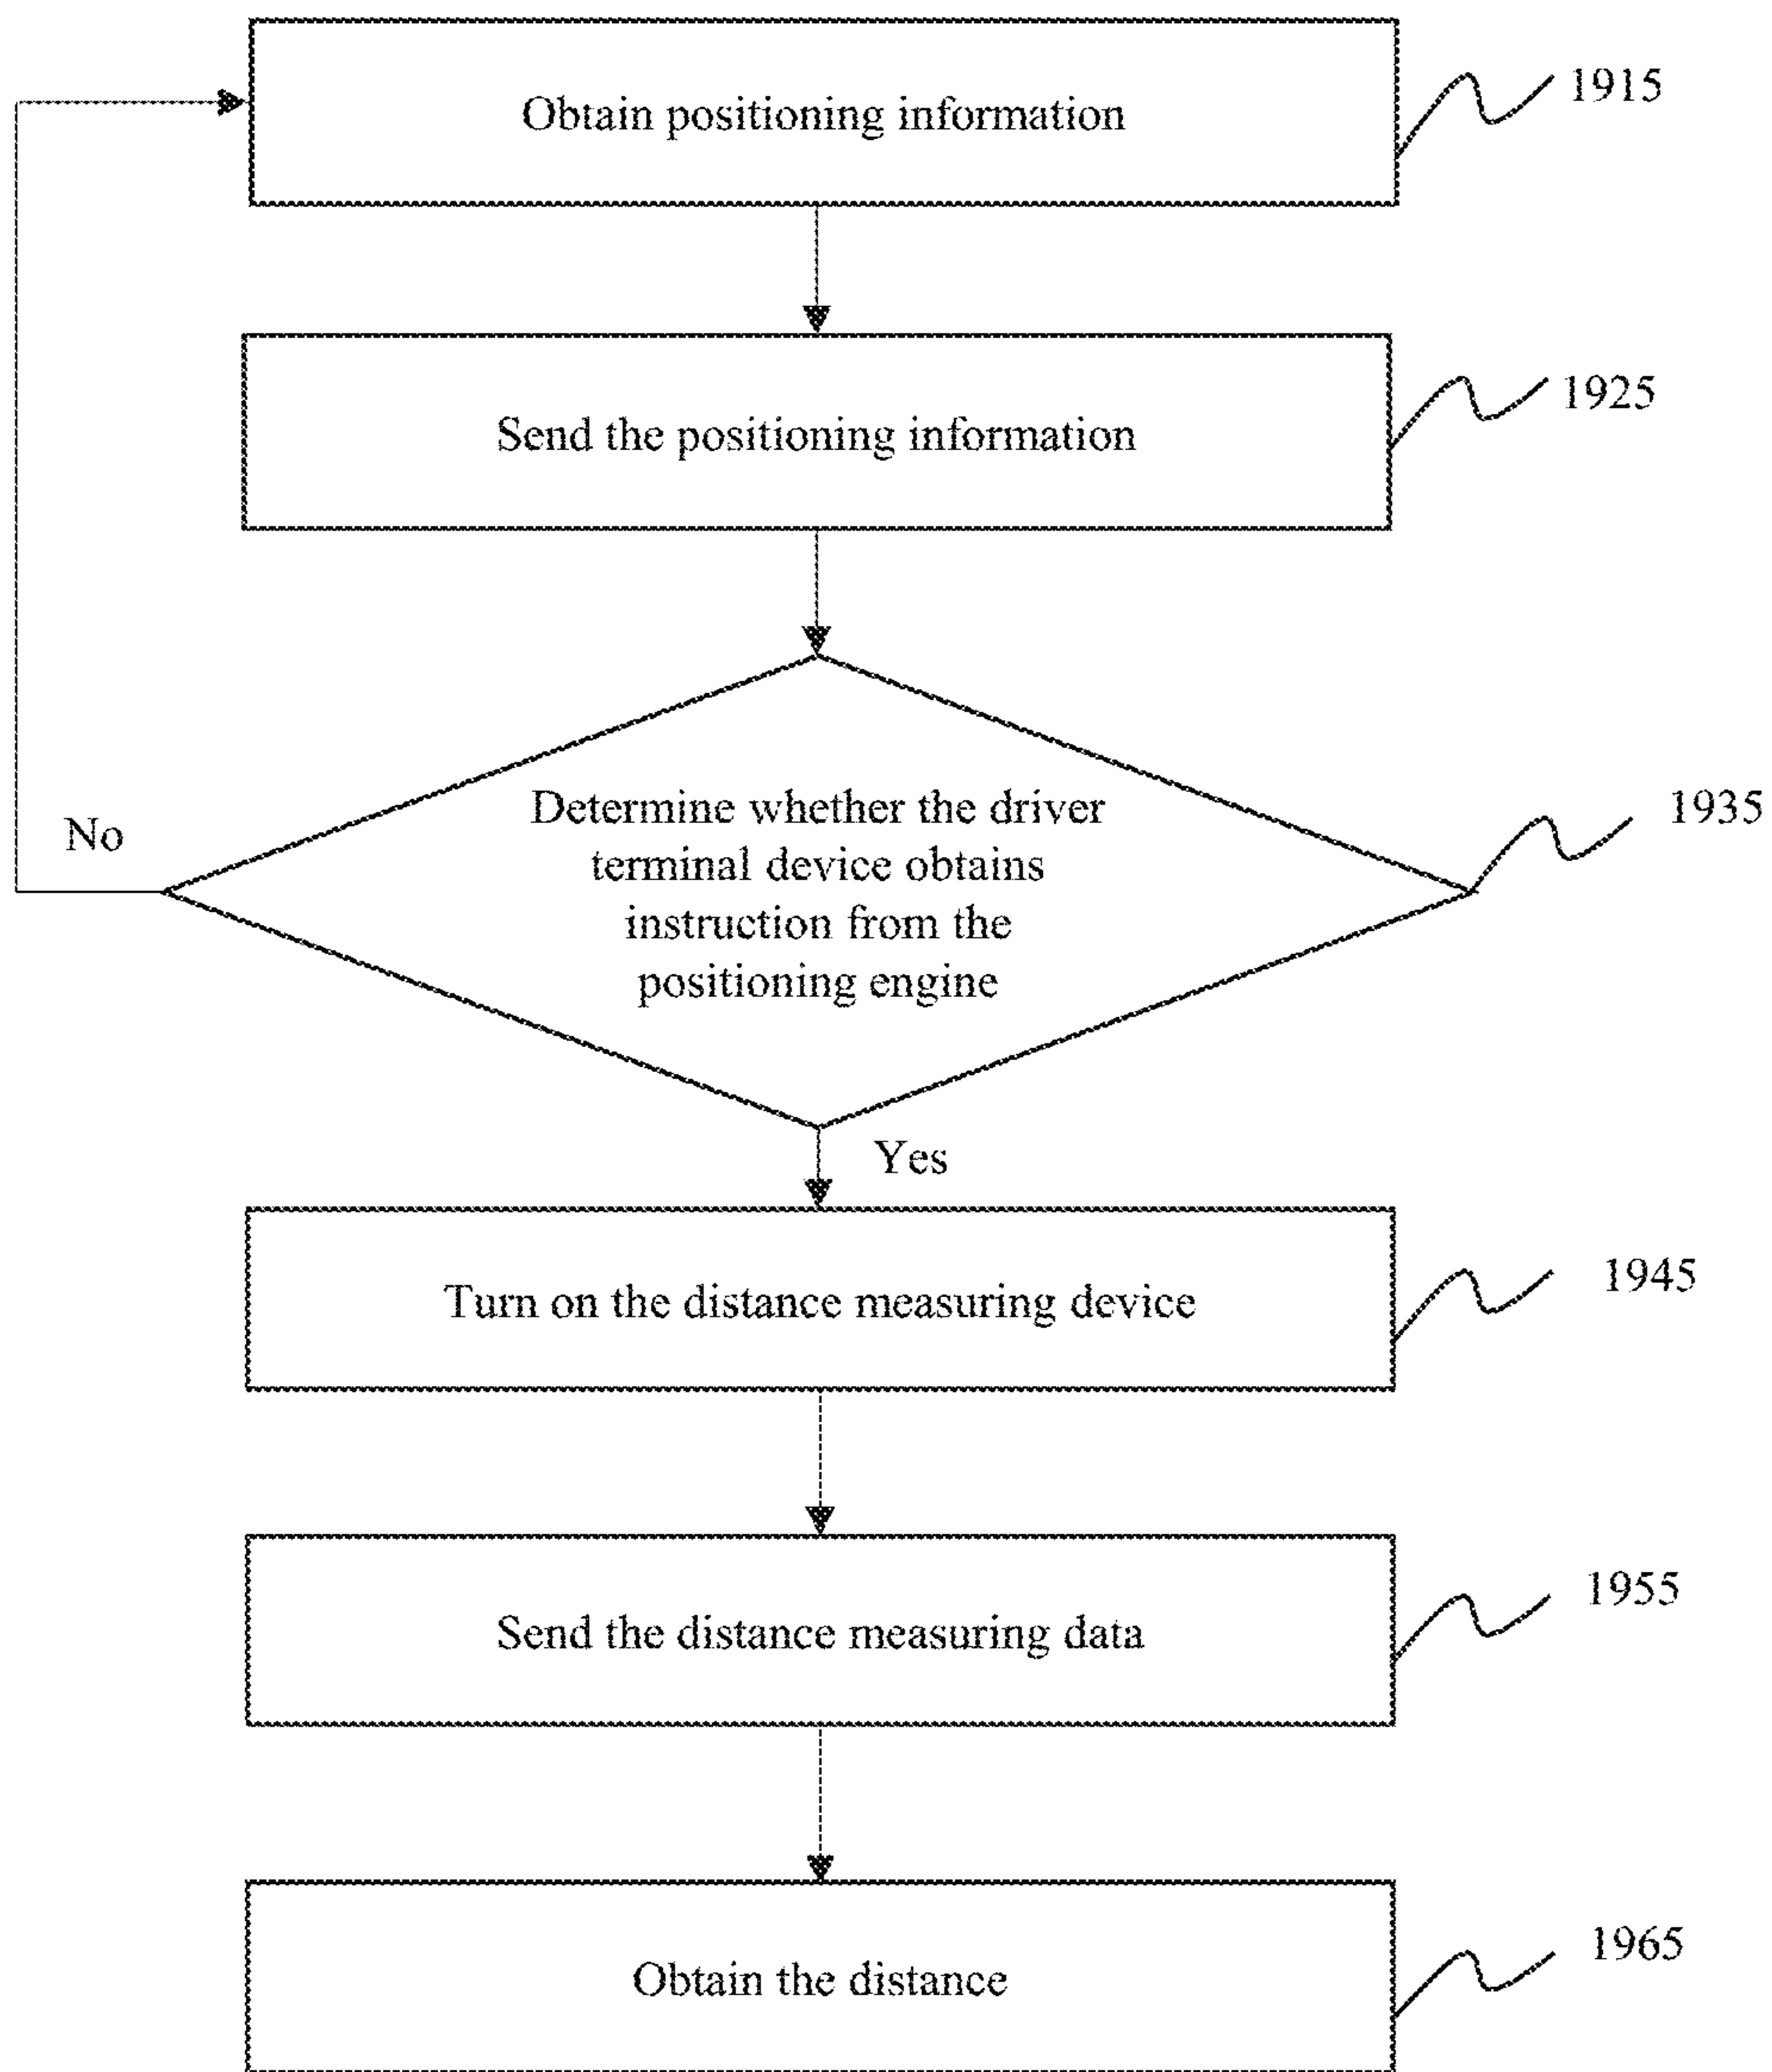 Obtain positioning information
1915
Send the positioning information
1925
Determine whether the driver
terminal device obtains
instruction from the
positioning engine
1935
No
Yes
Turn on the distance measuring device
1945
Send the distance measuring data
1955
Obtain the distance
1965